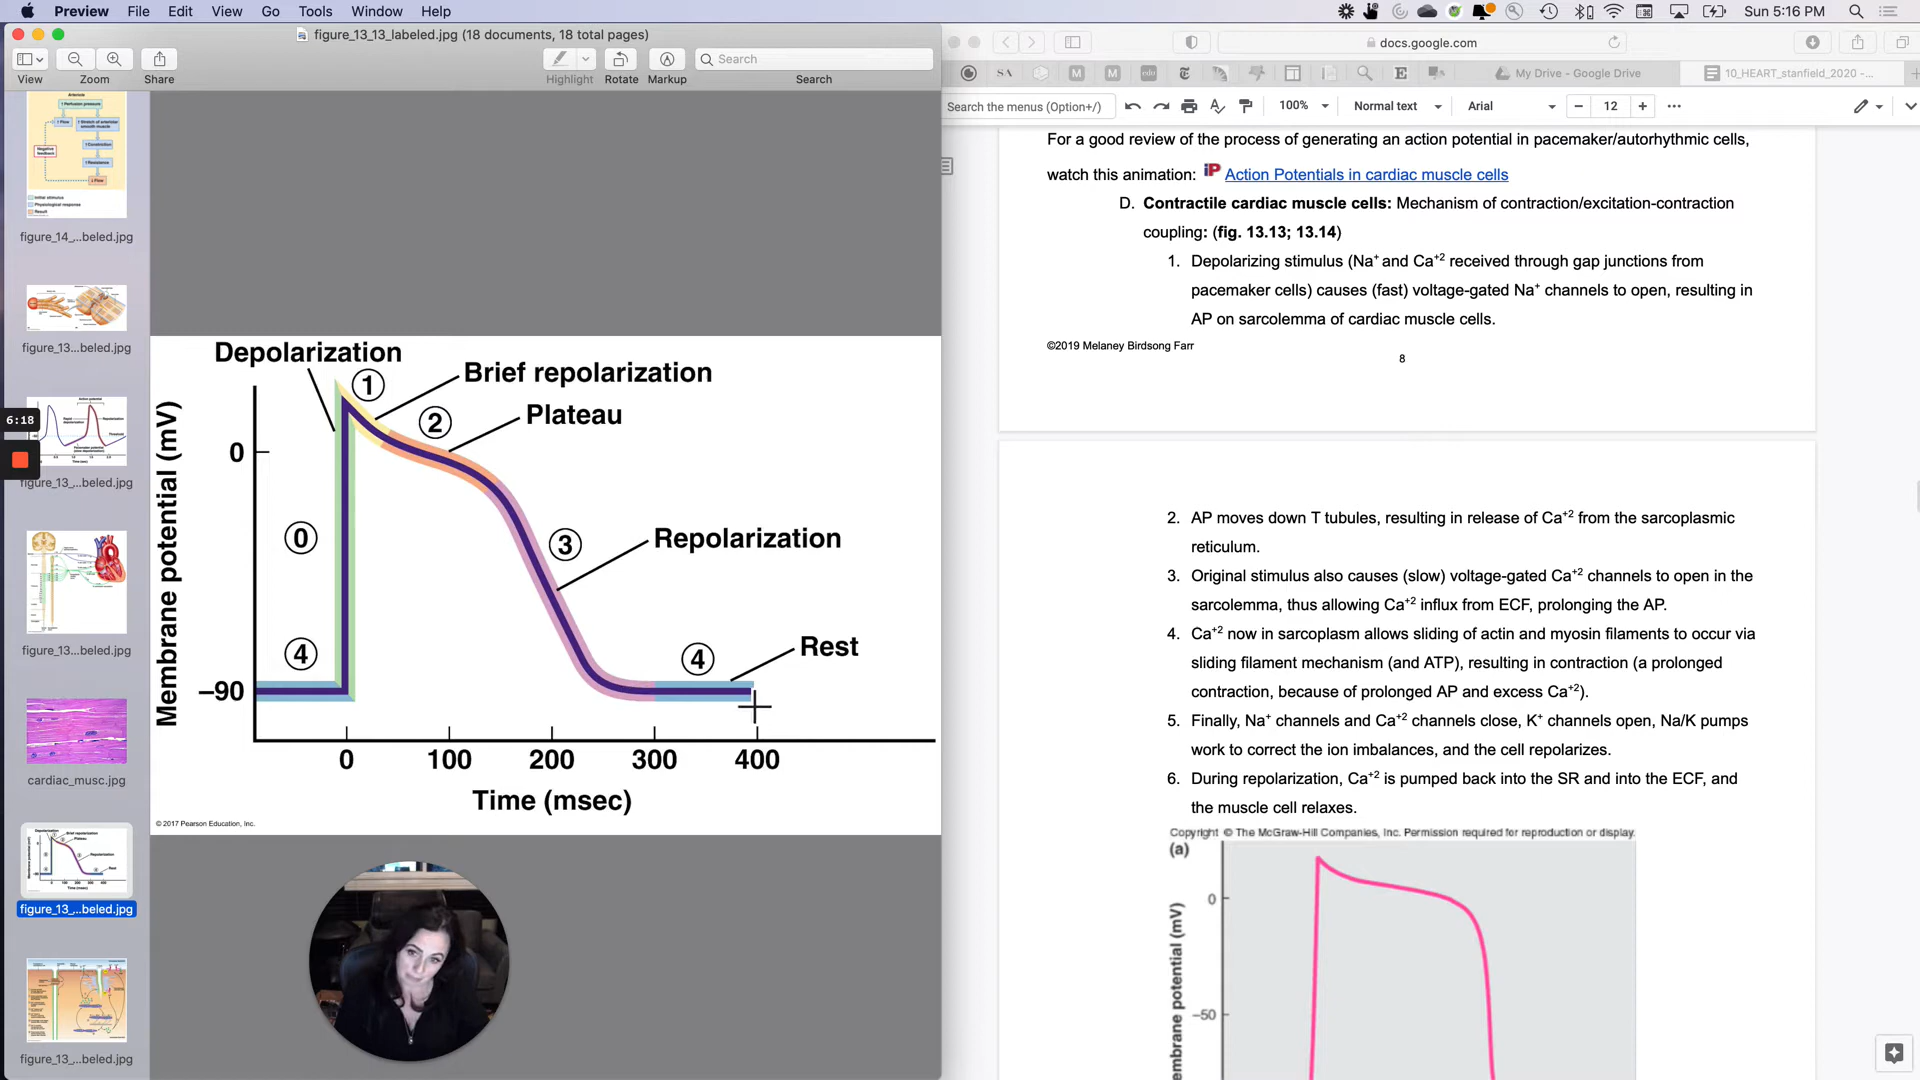 Preview File Edit View Go Tools Window Help
Sun 5:16 PM
figure_13_13_labeled.jpg (18 documents, 18 total pages)
View Zoom Share Highlight Rotate Markup Search
Search
docs.google.com
My Drive - Google Drive
10_HEART_stanfield_2020 -...
Search the menus (Option+/)
100% Normal text Arial 12
6:18
figure_14_...beled.jpg
figure_13...beled.jpg
figure_13_...beled.jpg
figure_13_...beled.jpg
cardiac_musc.jpg
figure_13_...beled.jpg
figure_13_...beled.jpg
Depolarization
Brief repolarization
Plateau
Repolarization
Rest
1
2
0
3
4
4
Membrane potential (mV)
0
–90
0 100 200 300 400
Time (msec)
© 2017 Pearson Education, Inc.
For a good review of the process of generating an action potential in pacemaker/autorhythmic cells,
watch this animation: iP Action Potentials in cardiac muscle cells
D. Contractile cardiac muscle cells: Mechanism of contraction/excitation-contraction
coupling: (fig. 13.13; 13.14)
1. Depolarizing stimulus (Na⁺ and Ca⁺² received through gap junctions from
pacemaker cells) causes (fast) voltage-gated Na⁺ channels to open, resulting in
AP on sarcolemma of cardiac muscle cells.
©2019 Melaney Birdsong Farr
8
2. AP moves down T tubules, resulting in release of Ca⁺² from the sarcoplasmic
reticulum.
3. Original stimulus also causes (slow) voltage-gated Ca⁺² channels to open in the
sarcolemma, thus allowing Ca⁺² influx from ECF, prolonging the AP.
4. Ca⁺² now in sarcoplasm allows sliding of actin and myosin filaments to occur via
sliding filament mechanism (and ATP), resulting in contraction (a prolonged
contraction, because of prolonged AP and excess Ca⁺²).
5. Finally, Na⁺ channels and Ca⁺² channels close, K⁺ channels open, Na/K pumps
work to correct the ion imbalances, and the cell repolarizes.
6. During repolarization, Ca⁺² is pumped back into the SR and into the ECF, and
the muscle cell relaxes.
Copyright © The McGraw-Hill Companies, Inc. Permission required for reproduction or display.
(a)
0
–50
embrane potential (mV)